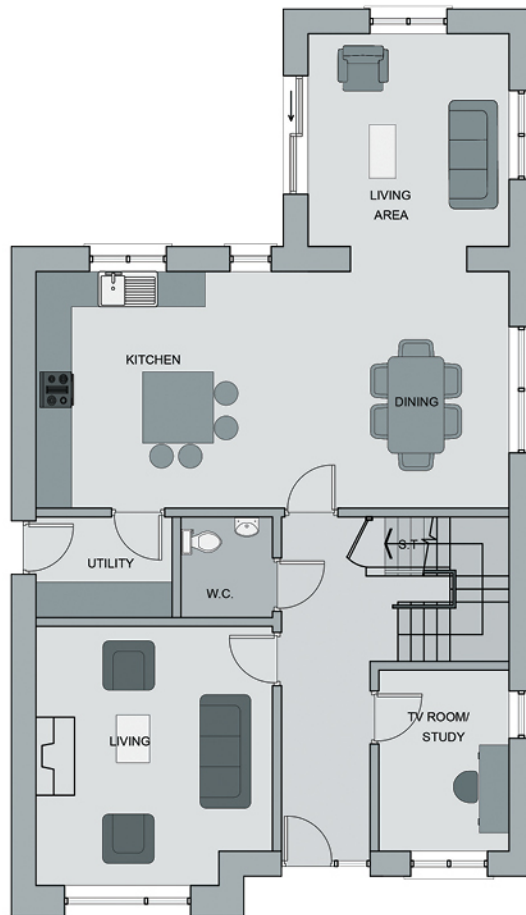 LIVING
AREA
KITCHEN
DINING
S.T
UTILITY
W.C.
TV ROOM/
STUDY
LIVING